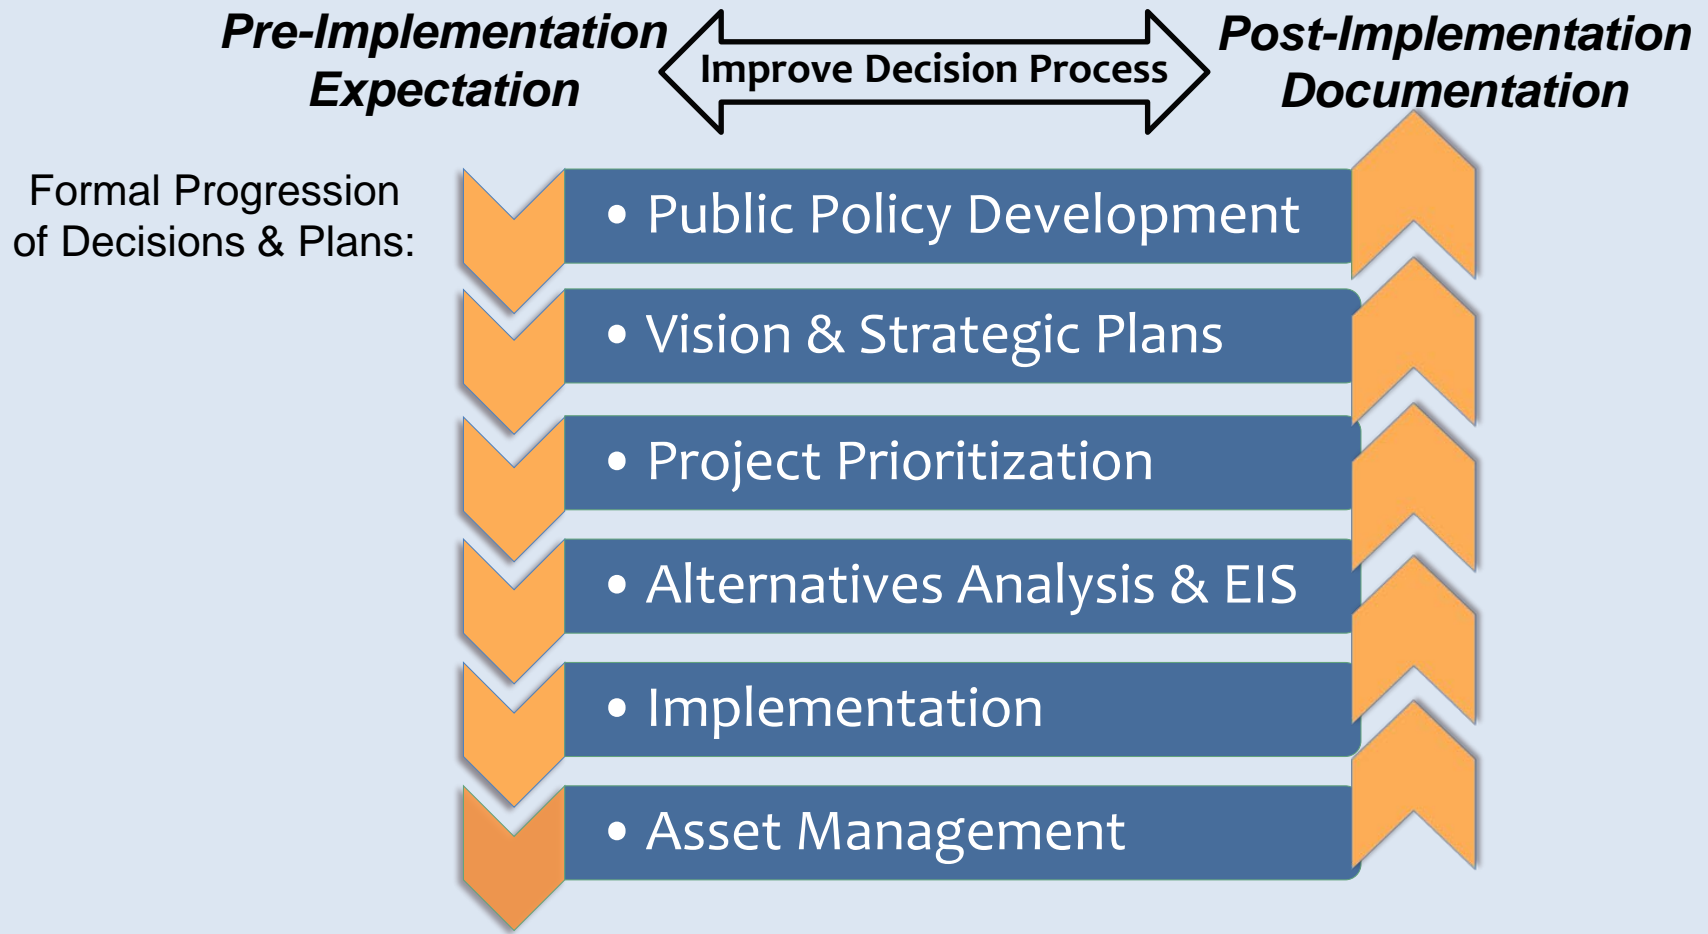 Pre-Implementation
Expectation
Improve Decision Process
Post-Implementation
Documentation
Formal Progression
of Decisions & Plans:
• Public Policy Development
• Vision & Strategic Plans
• Project Prioritization
• Alternatives Analysis & EIS
• Implementation
• Asset Management